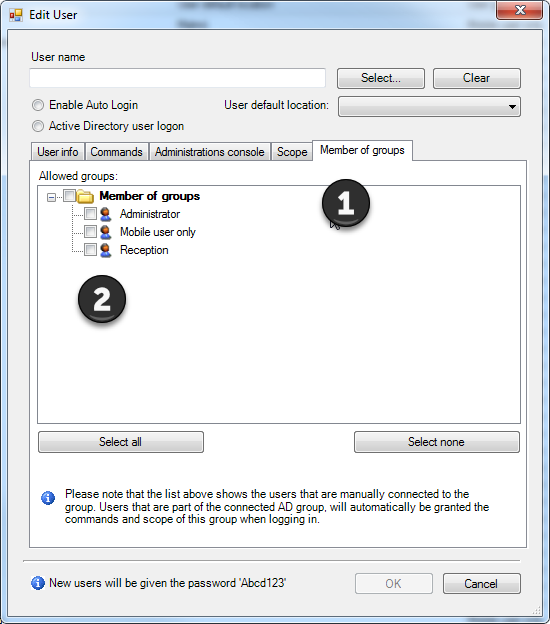 Edit User
User name
Select...
Clear
Enable Auto Login
User default location:
Active Directory user logon
User info
Commands
Administrations console
Scope
Member of groups
Allowed groups:
Member of groups
1
Administrator
Mobile user only
Reception
2
Select all
Select none
Please note that the list above shows the users that are manually connected to the
group. Users that are part of the connected AD group, will automatically be granted the
commands and scope of this group when logging in.
New users will be given the password 'Abcd123'
OK
Cancel